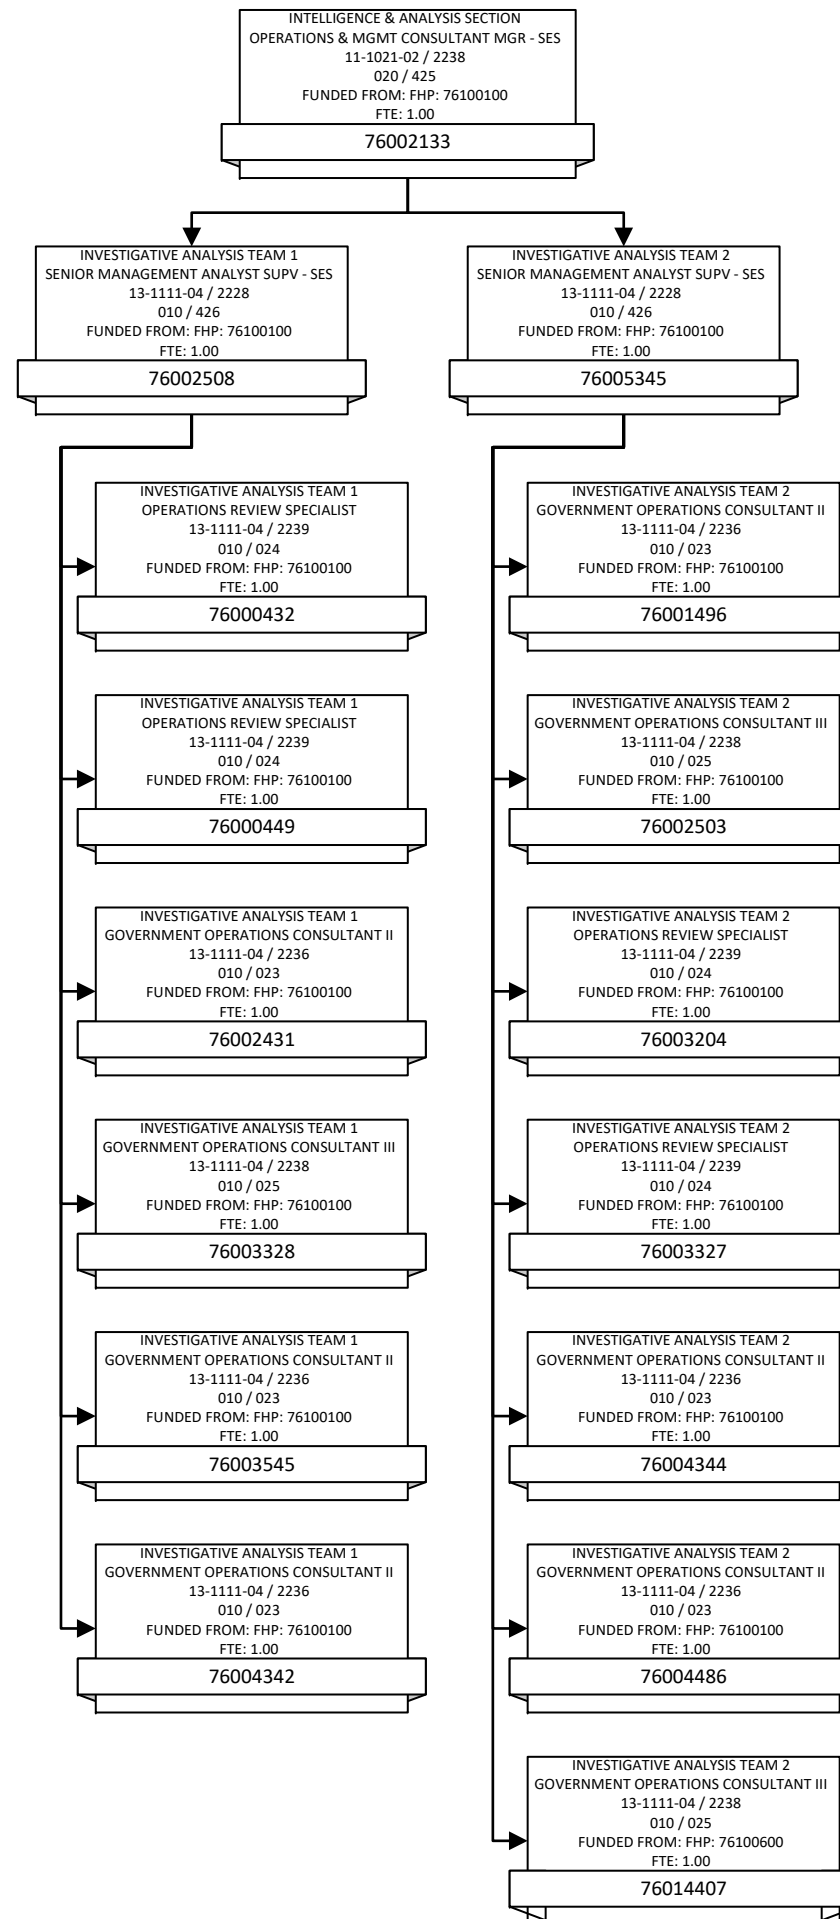 INTELLIGENCE & ANALYSIS SECTION
OPERATIONS & MGMT CONSULTANT MGR - SES
11-1021-02 / 2238
020 / 425
FUNDED FROM: FHP: 76100100
FTE: 1.00
76002133
INVESTIGATIVE ANALYSIS TEAM 1
SENIOR MANAGEMENT ANALYST SUPV - SES
13-1111-04 / 2228
010 / 426
FUNDED FROM: FHP: 76100100
FTE: 1.00
76002508
INVESTIGATIVE ANALYSIS TEAM 2
SENIOR MANAGEMENT ANALYST SUPV - SES
13-1111-04 / 2228
010 / 426
FUNDED FROM: FHP: 76100100
FTE: 1.00
76005345
INVESTIGATIVE ANALYSIS TEAM 1
OPERATIONS REVIEW SPECIALIST
13-1111-04 / 2239
010 / 024
FUNDED FROM: FHP: 76100100
FTE: 1.00
76000432
INVESTIGATIVE ANALYSIS TEAM 1
OPERATIONS REVIEW SPECIALIST
13-1111-04 / 2239
010 / 024
FUNDED FROM: FHP: 76100100
FTE: 1.00
76000449
INVESTIGATIVE ANALYSIS TEAM 1
GOVERNMENT OPERATIONS CONSULTANT II
13-1111-04 / 2236
010 / 023
FUNDED FROM: FHP: 76100100
FTE: 1.00
76002431
INVESTIGATIVE ANALYSIS TEAM 1
GOVERNMENT OPERATIONS CONSULTANT III
13-1111-04 / 2238
010 / 025
FUNDED FROM: FHP: 76100100
FTE: 1.00
76003328
INVESTIGATIVE ANALYSIS TEAM 1
GOVERNMENT OPERATIONS CONSULTANT II
13-1111-04 / 2236
010 / 023
FUNDED FROM: FHP: 76100100
FTE: 1.00
76003545
INVESTIGATIVE ANALYSIS TEAM 1
GOVERNMENT OPERATIONS CONSULTANT II
13-1111-04 / 2236
010 / 023
FUNDED FROM: FHP: 76100100
FTE: 1.00
76004342
INVESTIGATIVE ANALYSIS TEAM 2
GOVERNMENT OPERATIONS CONSULTANT II
13-1111-04 / 2236
010 / 023
FUNDED FROM: FHP: 76100100
FTE: 1.00
76001496
INVESTIGATIVE ANALYSIS TEAM 2
GOVERNMENT OPERATIONS CONSULTANT III
13-1111-04 / 2238
010 / 025
FUNDED FROM: FHP: 76100100
FTE: 1.00
76002503
INVESTIGATIVE ANALYSIS TEAM 2
OPERATIONS REVIEW SPECIALIST
13-1111-04 / 2239
010 / 024
FUNDED FROM: FHP: 76100100
FTE: 1.00
76003204
INVESTIGATIVE ANALYSIS TEAM 2
OPERATIONS REVIEW SPECIALIST
13-1111-04 / 2239
010 / 024
FUNDED FROM: FHP: 76100100
FTE: 1.00
76003327
INVESTIGATIVE ANALYSIS TEAM 2
GOVERNMENT OPERATIONS CONSULTANT II
13-1111-04 / 2236
010 / 023
FUNDED FROM: FHP: 76100100
FTE: 1.00
76004344
INVESTIGATIVE ANALYSIS TEAM 2
GOVERNMENT OPERATIONS CONSULTANT II
13-1111-04 / 2236
010 / 023
FUNDED FROM: FHP: 76100100
FTE: 1.00
76004486
INVESTIGATIVE ANALYSIS TEAM 2
GOVERNMENT OPERATIONS CONSULTANT III
13-1111-04 / 2238
010 / 025
FUNDED FROM: FHP: 76100600
FTE: 1.00
76014407